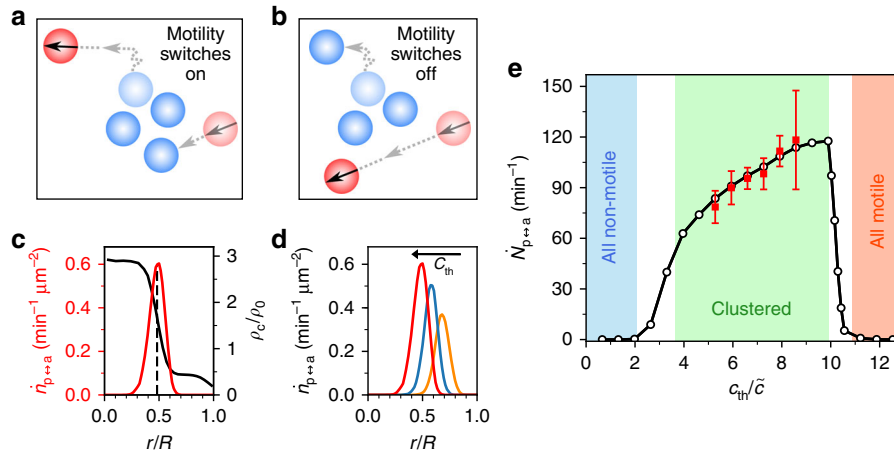 a
Motility
switches
on
b
Motility
switches
off
c
ṅp↔a (min−1 μm−2)
0.6
0.4
0.2
0.0
3
2
1
0
ρc/ρ0
0.0 0.5 1.0
r/R
d
Cth
ṅp↔a (min−1 μm−2)
0.6
0.4
0.2
0.0
0.0 0.5 1.0
r/R
e
Ṅp↔a (min−1)
150
120
90
60
30
0
All non-motile
Clustered
All motile
0 2 4 6 8 10 12
cth/c̃